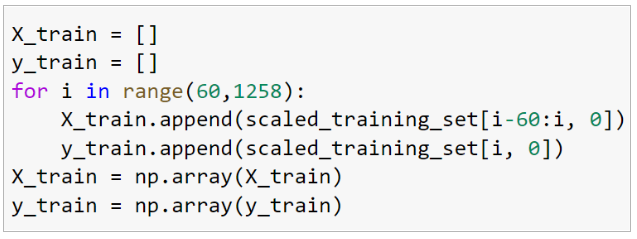 X_train = []
y_train = []
for i in range(60,1258):
    X_train.append(scaled_training_set[i-60:i, 0])
    y_train.append(scaled_training_set[i, 0])
X_train = np.array(X_train)
y_train = np.array(y_train)